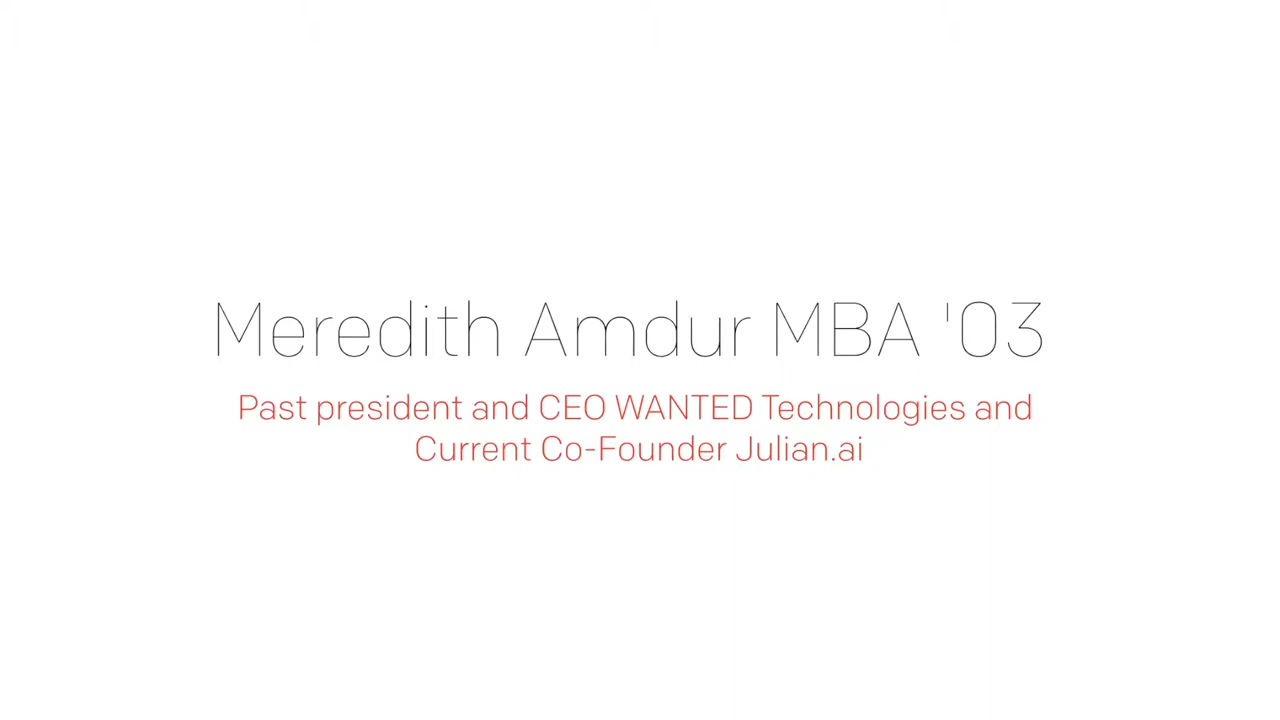 Meredith Amdur MBA '03
Past president and CEO WANTED Technologies and
Current Co-Founder Julian.ai